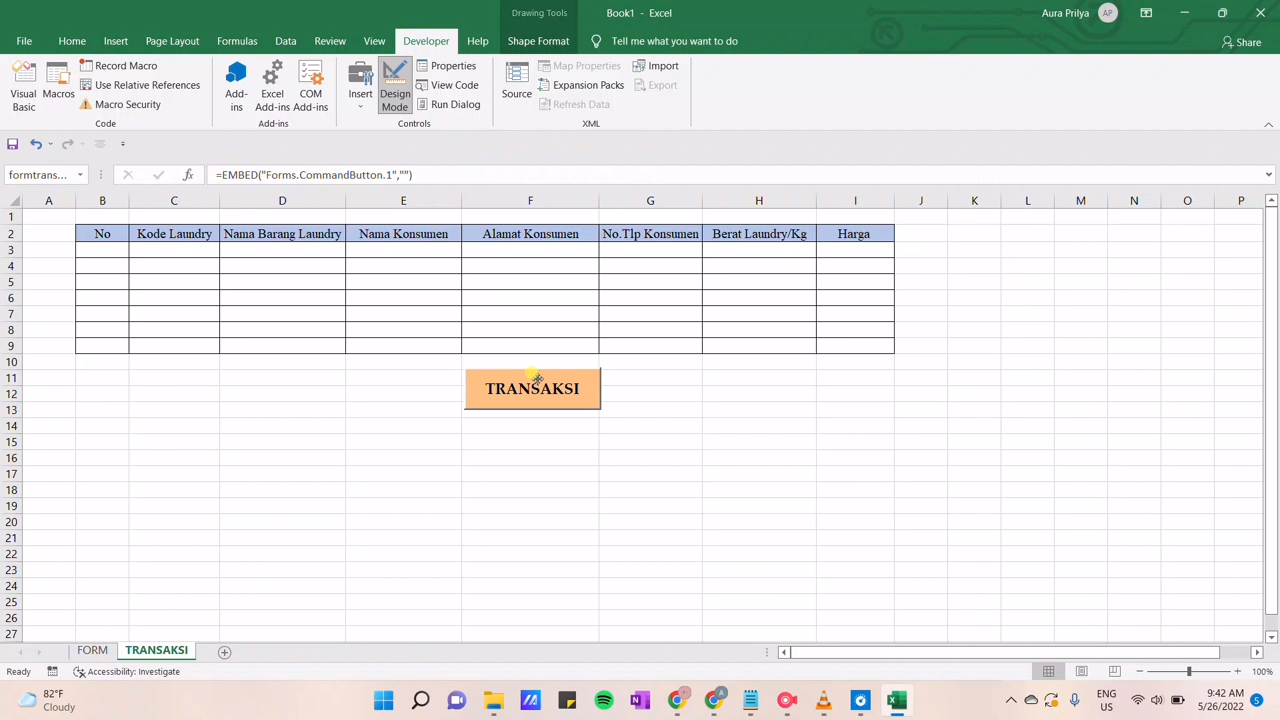 Drawing Tools
Book1 - Excel
Aura Prilya AP
File Home Insert Page Layout Formulas Data Review View Developer Help Shape Format Tell me what you want to do Share
Visual Basic
Macros
Record Macro
Use Relative References
Macro Security
Code
Add-ins
Excel Add-ins
COM Add-ins
Add-ins
Insert
Design Mode
Properties
View Code
Run Dialog
Controls
Source
Map Properties
Expansion Packs
Refresh Data
Import
Export
XML
formtrans... fx =EMBED("Forms.CommandButton.1","")
A B C D E F G H I J K L M N O P
1
2 No Kode Laundry Nama Barang Laundry Nama Konsumen Alamat Konsumen No.Tlp Konsumen Berat Laundry/Kg Harga
3
4
5
6
7
8
9
10
11
TRANSAKSI
12
13
14
15
16
17
18
19
20
21
22
23
24
25
26
27
FORM TRANSAKSI
Ready Accessibility: Investigate 100%
82°F
Cloudy
ENG
US
9:42 AM
5/26/2022
5